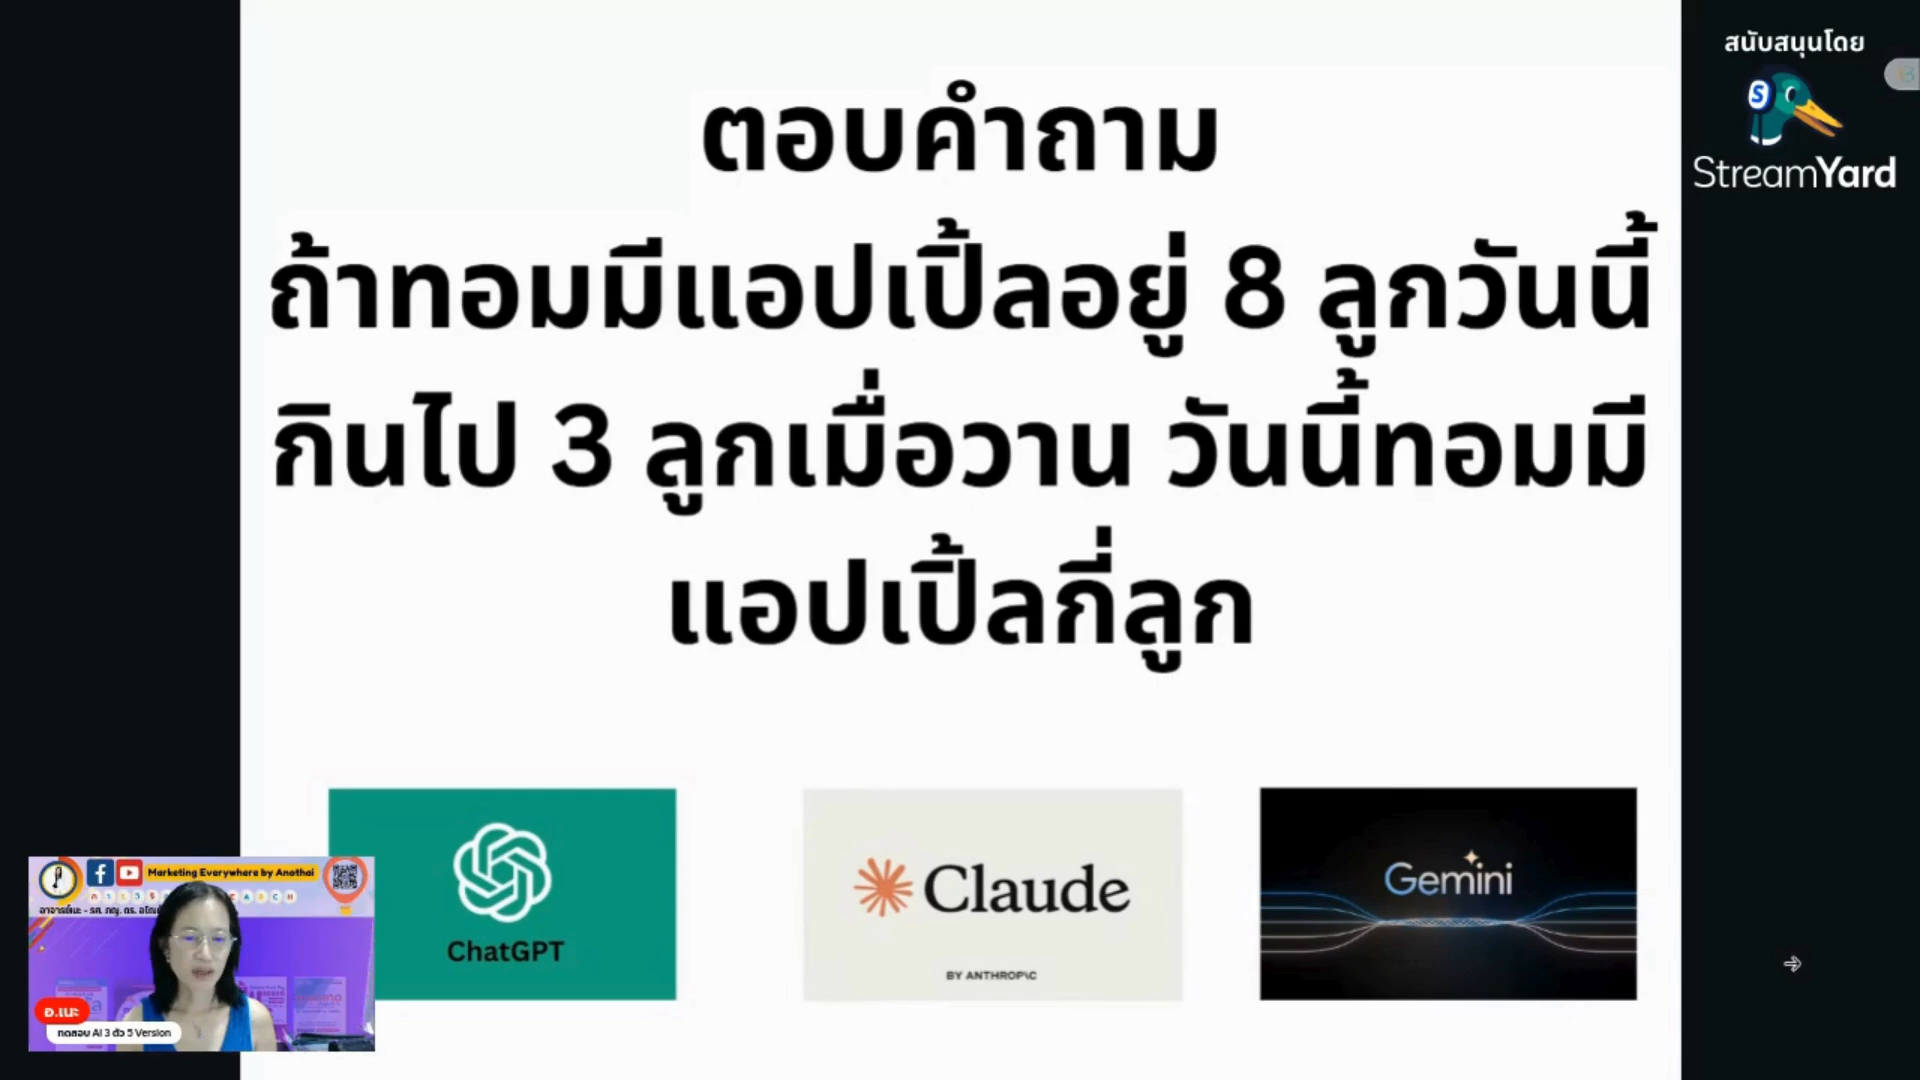 ตอบคำถาม
ถ้าทอมมีแอปเปิ้ลอยู่ 8 ลูกวันนี้
กินไป 3 ลูกเมื่อวาน วันนี้ทอมมี
แอปเปิ้ลกี่ลูก
สนับสนุนโดย
StreamYard
ChatGPT
Claude
BY ANTHROP\C
Gemini
Marketing Everywhere by Anothai
อ.แนะ
ทดสอบ AI 3 ตัว 5 Version